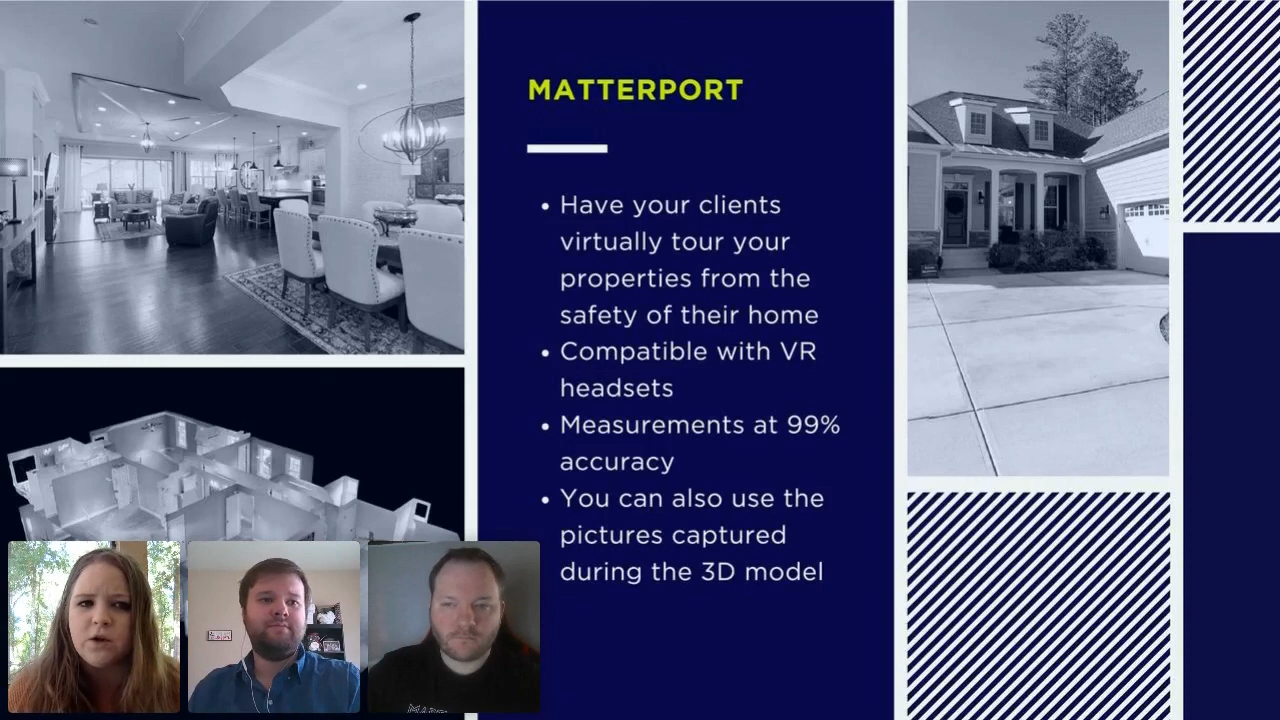 MATTERPORT
• Have your clients
virtually tour your
properties from the
safety of their home
• Compatible with VR
headsets
• Measurements at 99%
accuracy
• You can also use the
pictures captured
during the 3D model